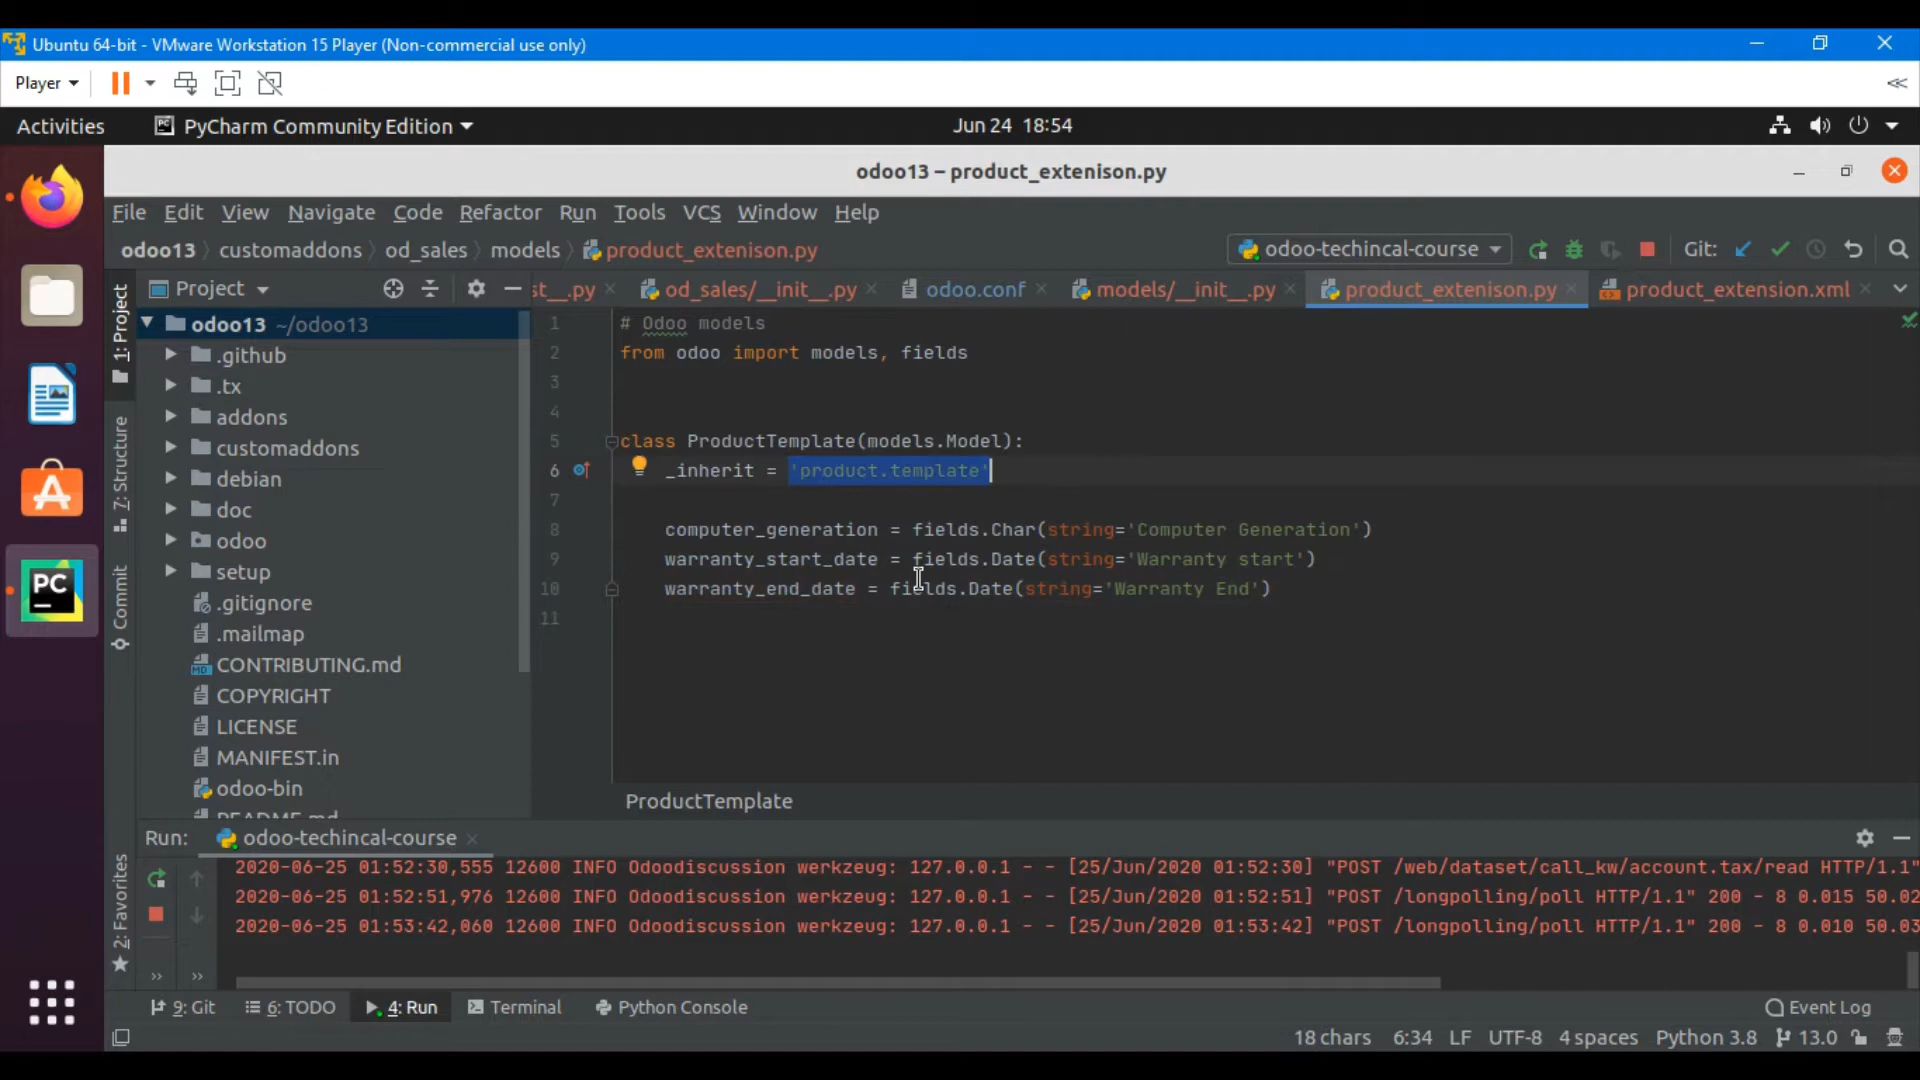 Ubuntu 64-bit - VMware Workstation 15 Player (Non-commercial use only)
Player
Activities
PyCharm Community Edition
Jun 24 18:54
odoo13 – product_extenison.py
File Edit View Navigate Code Refactor Run Tools VCS Window Help
odoo13 customaddons od_sales models product_extenison.py
odoo-techincal-course
Git:
1: Project
Project
st__.py
od_sales/__init__.py
odoo.conf
models/__init__.py
product_extenison.py
product_extension.xml
odoo13 ~/odoo13
.github
.tx
addons
customaddons
debian
doc
odoo
setup
.gitignore
.mailmap
CONTRIBUTING.md
COPYRIGHT
LICENSE
MANIFEST.in
odoo-bin
README.md
7: Structure
Commit
2: Favorites
1 # Odoo models
2 from odoo import models, fields
3
4
5 class ProductTemplate(models.Model):
6 _inherit = 'product.template'
7
8 computer_generation = fields.Char(string='Computer Generation')
9 warranty_start_date = fields.Date(string='Warranty start')
10 warranty_end_date = fields.Date(string='Warranty End')
11
ProductTemplate
Run: odoo-techincal-course
2020-06-25 01:52:30,555 12600 INFO Odoodiscussion werkzeug: 127.0.0.1 - - [25/Jun/2020 01:52:30] "POST /web/dataset/call_kw/account.tax/read HTTP/1.1"
2020-06-25 01:52:51,976 12600 INFO Odoodiscussion werkzeug: 127.0.0.1 - - [25/Jun/2020 01:52:51] "POST /longpolling/poll HTTP/1.1" 200 - 8 0.015 50.02
2020-06-25 01:53:42,060 12600 INFO Odoodiscussion werkzeug: 127.0.0.1 - - [25/Jun/2020 01:53:42] "POST /longpolling/poll HTTP/1.1" 200 - 8 0.010 50.03
9: Git
6: TODO
4: Run
Terminal
Python Console
Event Log
18 chars 6:34 LF UTF-8 4 spaces Python 3.8 13.0